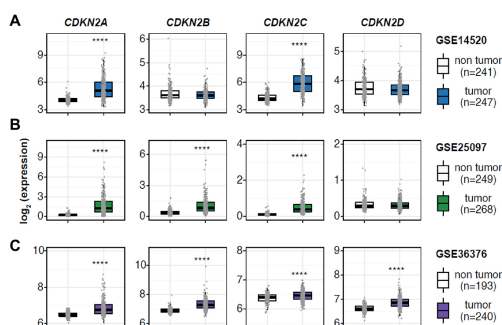 CDKN2A CDKN2B CDKN2C CDKN2D
A GSE14520
**** ****
9 6 3
6 5 4 3
9 6 3
5 4 3
non tumor
(n=241)
tumor
(n=247)
B GSE25097
**** **** ****
log2 (expression)
9 6 3 0
6 4 2 0
4 2 0
2 1 0
non tumor
(n=249)
tumor
(n=268)
C GSE36376
**** **** **** ****
10 8 6
10 8 6
7 6 5
9 8 7 6
non tumor
(n=193)
tumor
(n=240)